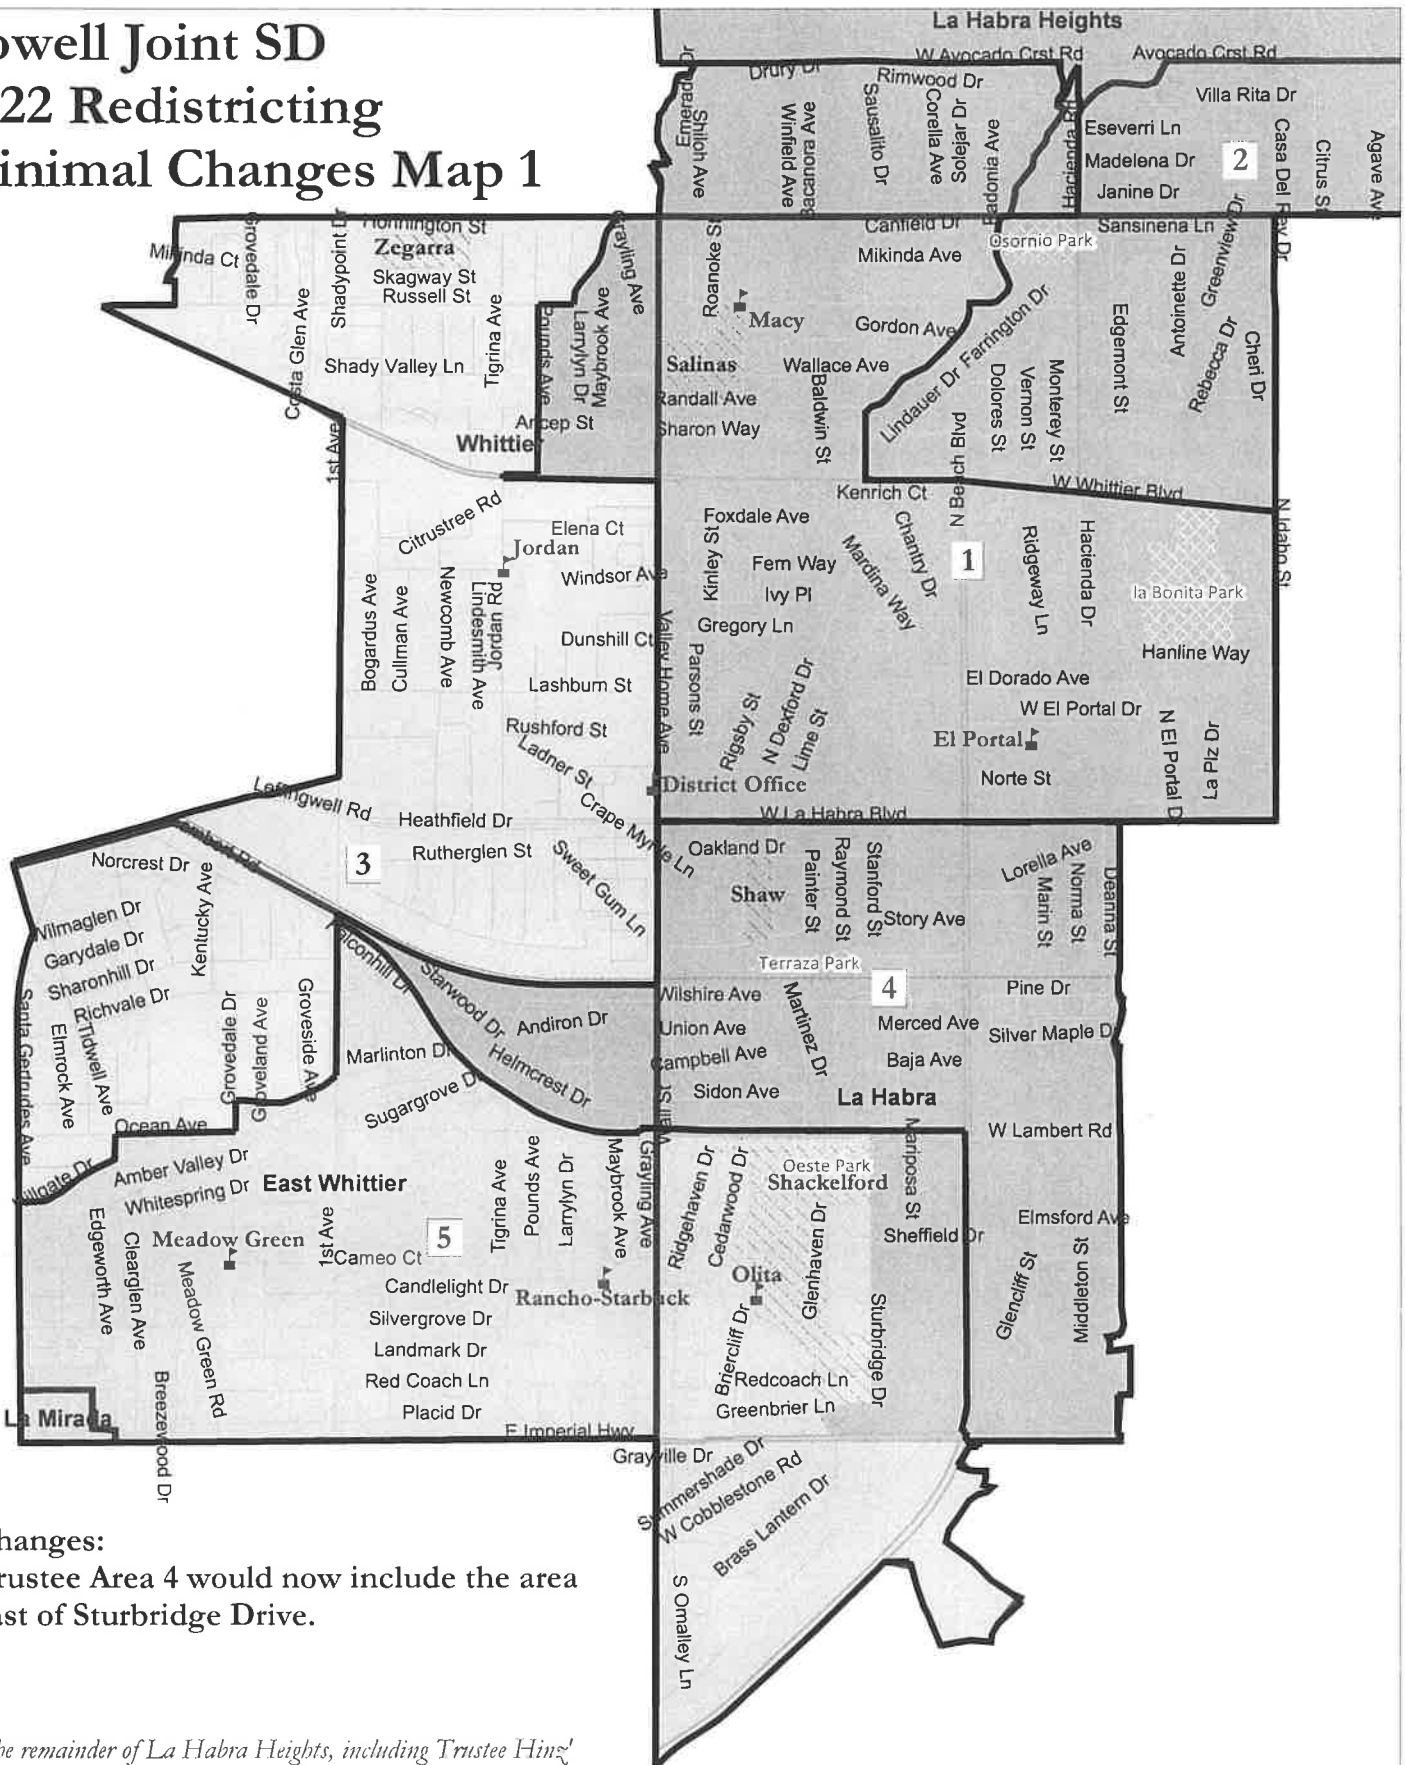 owell Joint SD
22 Redistricting
inimal Changes Map 1
La Habra Heights
W Avocado Crst Rd
Avocado Crst Rd
Emerado Dr
Shiloh Ave
Drury Dr
Winfield Ave
Bacanora Ave
Rimwood Dr
Sausalito Dr
Corella Ave
Solejar Dr
Radonia Ave
Hacienda Rd
Villa Rita Dr
Eseverri Ln
Madelena Dr
2
Janine Dr
Casa Del Rey Dr
Citrus St
Agave Ave
Mikinda Ct
Grovedale Dr
Shadypoint Dr
Honnington St
Zegarra
Skagway St
Russell St
Costa Glen Ave
Shady Valley Ln
Tigrina Ave
Pounds Ave
Larrylyn Dr
Maybrook Ave
Grayling Ave
Arcep St
Whittier
1st Ave
Roanoke St
Canfield Dr
Mikinda Ave
Osornio Park
Sansinena Ln
Greenview Dr
Antoinette Dr
Macy
Gordon Ave
Salinas
Wallace Ave
Randall Ave
Sharon Way
Baldwin St
Lindauer Dr
Farrington Dr
Dolores St
Vernon St
Monterey St
Edgemont St
Rebecca Dr
Cheri Dr
N Beach Blvd
W Whittier Blvd
Kenrich Ct
N Idaho St
Citrustree Rd
Elena Ct
Jordan
Windsor Ave
Bogardus Ave
Cullman Ave
Newcomb Ave
Lindesmith Ave
Jordan Rd
Dunshill Ct
Lashburn St
Rushford St
Ladner St
Valley Home Ave
Foxdale Ave
Kinley St
Fern Way
Ivy Pl
Gregory Ln
Mardina Way
Chantry Dr
1
Ridgeway Ln
Hacienda Dr
la Bonita Park
Hanline Way
Parsons St
Rigsby St
N Dexford Dr
Lime St
El Dorado Ave
W El Portal Dr
El Portal
Norte St
N El Portal D
La Plz Dr
District Office
W La Habra Blvd
Leffingwell Rd
Heathfield Dr
Crape Myrtle Ln
Lambert Rd
3
Rutherglen St
Sweet Gum Ln
Norcrest Dr
Kentucky Ave
Wilmaglen Dr
Garydale Dr
Sharonhill Dr
Richvale Dr
Santa Gertrudes Ave
Elmrock Ave
Tidwell Ave
Grovedale Dr
Groveland Ave
Groveside Ave
Falconhill Dr
Starwood Dr
Andiron Dr
Marlinton Dr
Helmcrest Dr
Sugargrove Dr
Oakland Dr
Shaw
Painter St
Raymond St
Stanford St
Story Ave
Lorella Ave
Marin St
Norma St
Deanna St
Terraza Park
4
Wilshire Ave
Martinez Dr
Pine Dr
Union Ave
Merced Ave
Silver Maple D
Campbell Ave
Baja Ave
Sidon Ave
La Habra
W Lambert Rd
Ocean Ave
Hillgate Dr
Amber Valley Dr
Whitespring Dr
East Whittier
Edgeworth Ave
Clearglen Ave
Meadow Green
Meadow Green Rd
1st Ave
5
Cameo Ct
Tigrina Ave
Pounds Ave
Larrylyn Dr
Maybrook Ave
Grayling Ave
Candlelight Dr
Rancho-Starbuck
Silvergrove Dr
Landmark Dr
Red Coach Ln
Placid Dr
Breezewood Dr
La Mirada
E Imperial Hwy
Ridgehaven Dr
Cedarwood Dr
Oeste Park
Shackelford
Mariposa St
Glenhaven Dr
Sheffield Dr
Elmsford Ave
Olita
Glencliff St
Middleton St
Briercliff Dr
Sturbridge Dr
Redcoach Ln
Greenbrier Ln
Grayville Dr
Summershade Dr
W Cobblestone Rd
Brass Lantern Dr
S Omalley Ln
hanges:
rustee Area 4 would now include the area
ast of Sturbridge Drive.
he remainder of La Habra Heights, including Trustee Hinz'